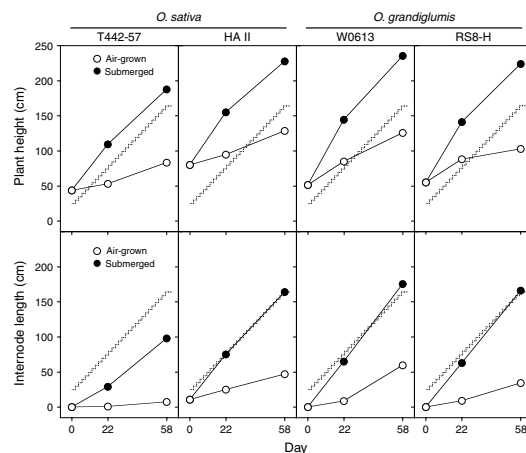 O. sativa O. grandiglumis
T442-57 HA II W0613 RS8-H
250
200
150
100
50
0
Plant height (cm)
Air-grown
Submerged
200
150
100
50
0
Internode length (cm)
Air-grown
Submerged
0 22 58 0 22 58 0 22 58 0 22 58
Day